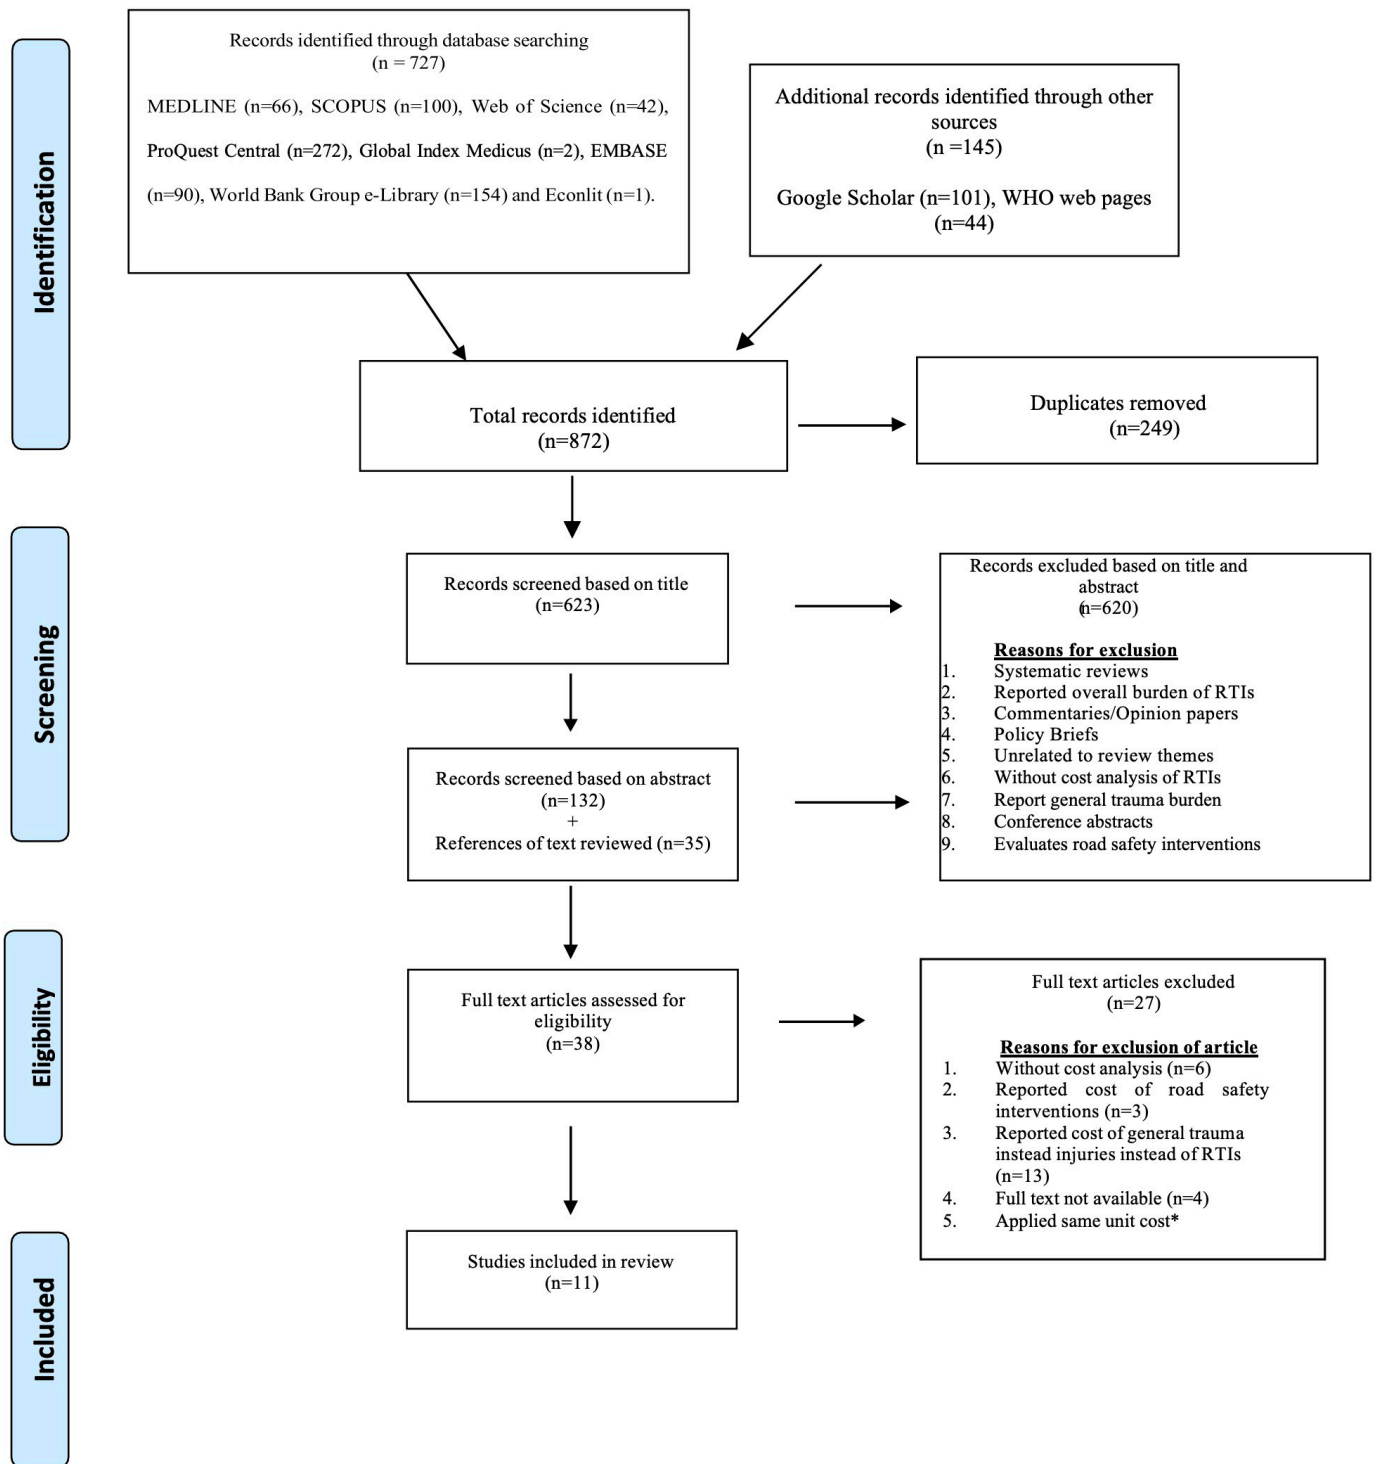 Identification
Records identified through database searching
(n = 727)
MEDLINE (n=66), SCOPUS (n=100), Web of Science (n=42),
ProQuest Central (n=272), Global Index Medicus (n=2), EMBASE
(n=90), World Bank Group e-Library (n=154) and Econlit (n=1).
Additional records identified through other
sources
(n =145)
Google Scholar (n=101), WHO web pages
(n=44)
Total records identified
(n=872)
Duplicates removed
(n=249)
Screening
Records screened based on title
(n=623)
Records excluded based on title and
abstract
(n=620)
Reasons for exclusion
1. Systematic reviews
2. Reported overall burden of RTIs
3. Commentaries/Opinion papers
4. Policy Briefs
5. Unrelated to review themes
6. Without cost analysis of RTIs
7. Report general trauma burden
8. Conference abstracts
9. Evaluates road safety interventions
Records screened based on abstract
(n=132)
+
References of text reviewed (n=35)
Eligibility
Full text articles assessed for
eligibility
(n=38)
Full text articles excluded
(n=27)
Reasons for exclusion of article
1. Without cost analysis (n=6)
2. Reported cost of road safety
interventions (n=3)
3. Reported cost of general trauma
instead injuries instead of RTIs
(n=13)
4. Full text not available (n=4)
5. Applied same unit cost*
Included
Studies included in review
(n=11)